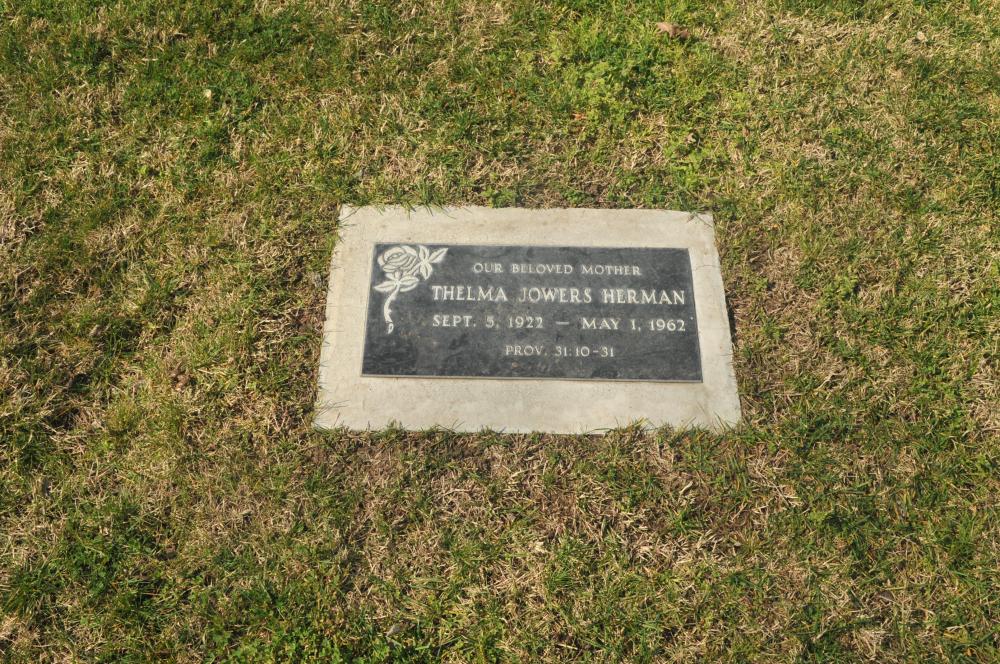 OUR BELOVED MOTHER
THELMA JOWERS HERMAN
SEPT. 5, 1922 — MAY 1, 1962
PROV. 31:10-31